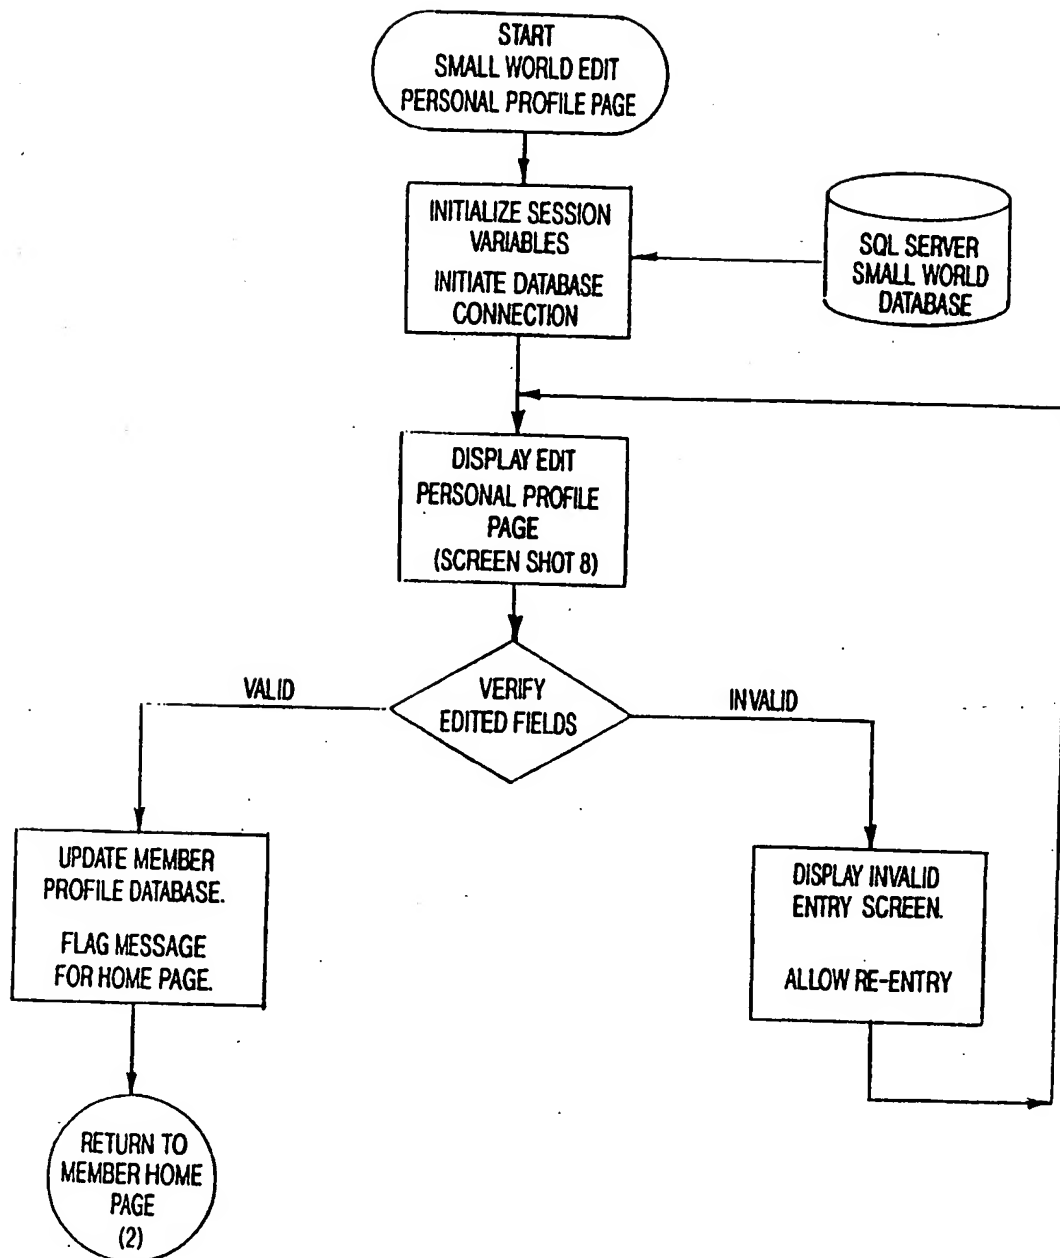 START
SMALL WORLD EDIT
PERSONAL PROFILE PAGE
INITIALIZE SESSION
VARIABLES
INITIATE DATABASE
CONNECTION
SQL SERVER
SMALL WORLD
DATABASE
DISPLAY EDIT
PERSONAL PROFILE
PAGE
(SCREEN SHOT 8)
VERIFY
EDITED FIELDS
VALID
INVALID
UPDATE MEMBER
PROFILE DATABASE.
FLAG MESSAGE
FOR HOME PAGE.
DISPLAY INVALID
ENTRY SCREEN.
ALLOW RE-ENTRY
RETURN TO
MEMBER HOME
PAGE
(2)